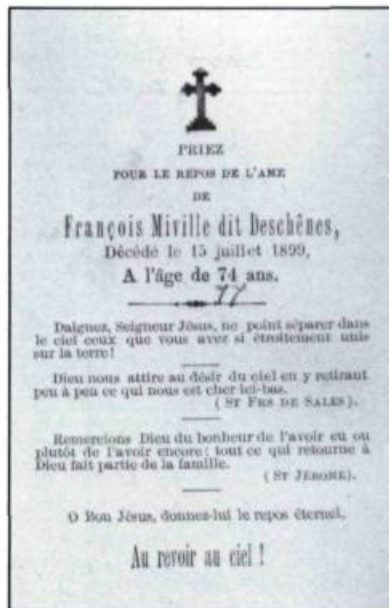 PRIEZ
POUR LE REPOS DE L'AME
DE
François Miville dit Deschênes,
Décédé le 15 juillet 1899,
A l'âge de 74 ans.
77
Daignez, Seigneur Jésus, ne point séparer dans
le ciel ceux que vous avez si étroitement unis
sur la terre!
Dieu nous attire au désir du ciel en y retirant
peu à peu ce qui nous est cher ici-bas.
(ST FRS DE SALES).
Remercions Dieu du bonheur de l'avoir eu ou
plutôt de l'avoir encore: tout ce qui retourne à
Dieu fait partie de la famille.
(ST JÉROME).
O Bon Jésus, donnez-lui le repos éternel.
Au revoir au ciel !